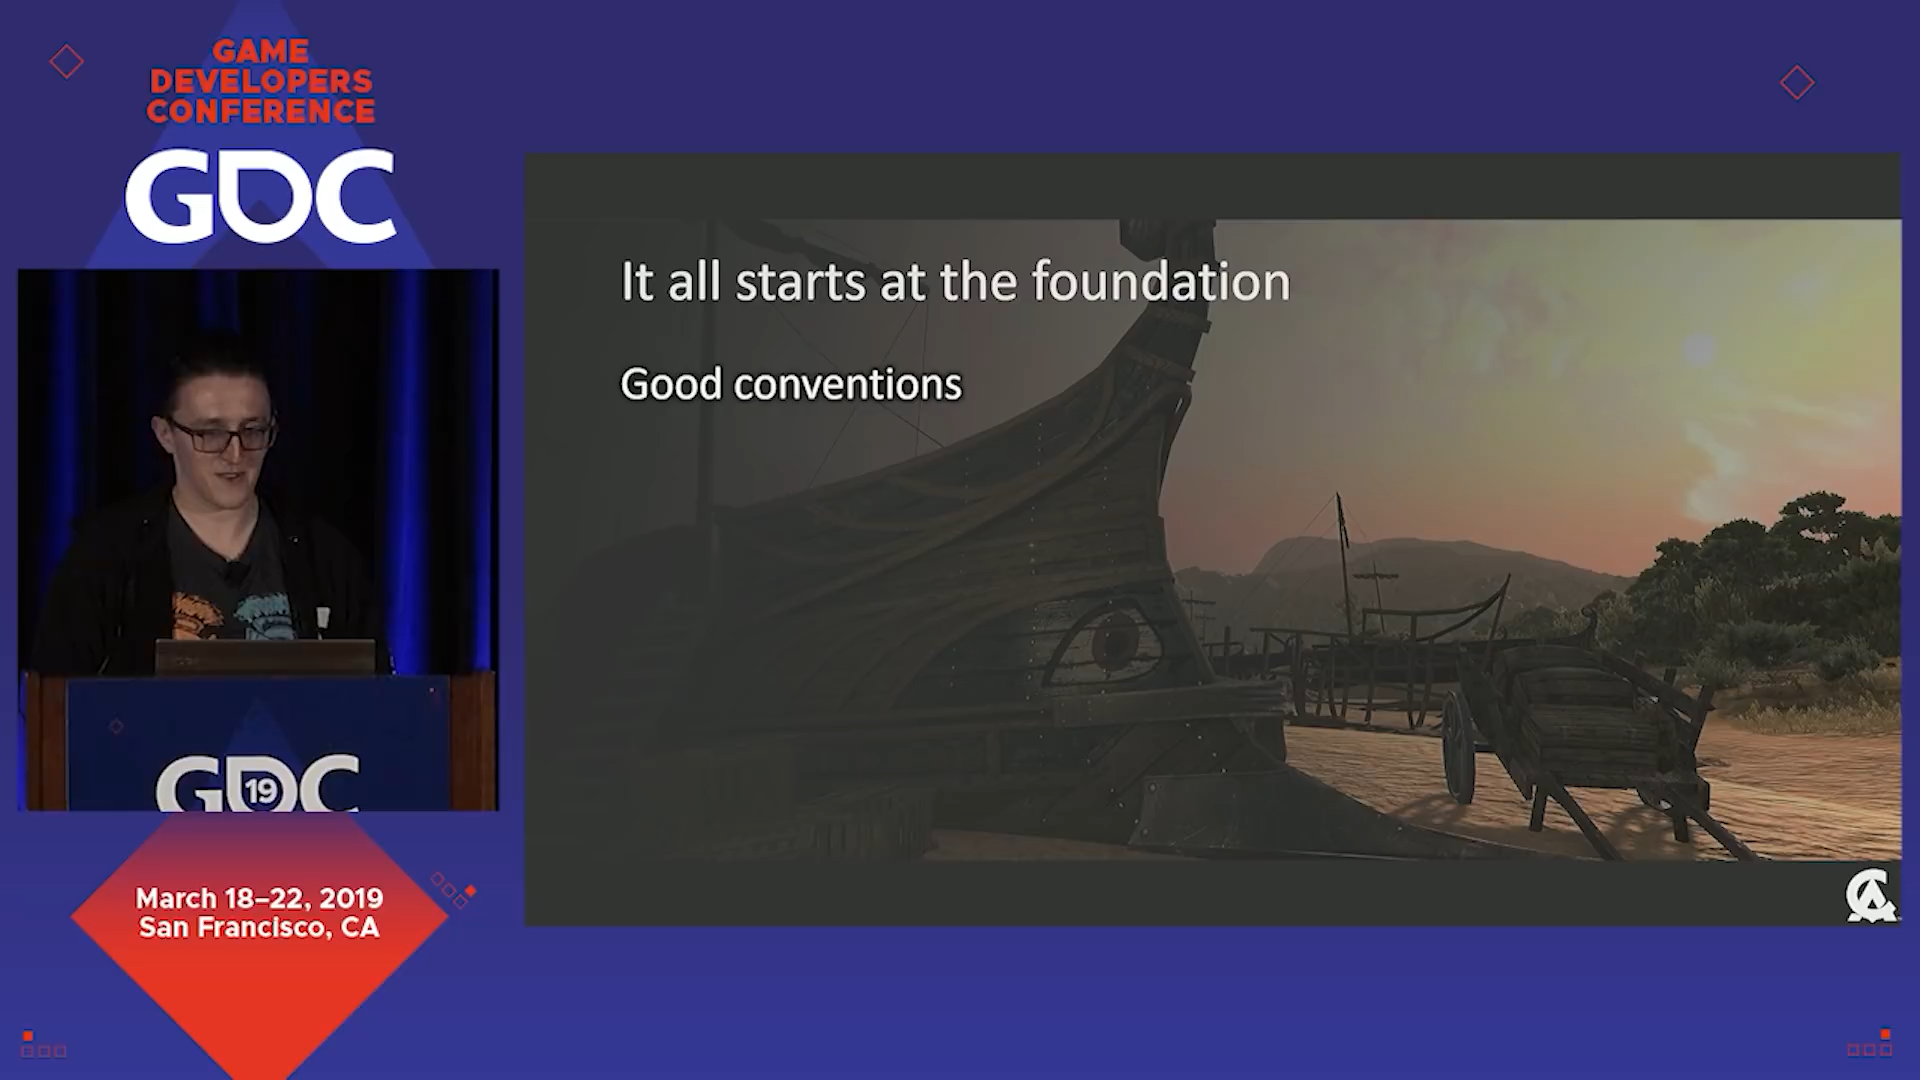 GAME
DEVELOPERS
CONFERENCE
GDC
It all starts at the foundation
Good conventions
GDC
19
March 18–22, 2019
San Francisco, CA
CA